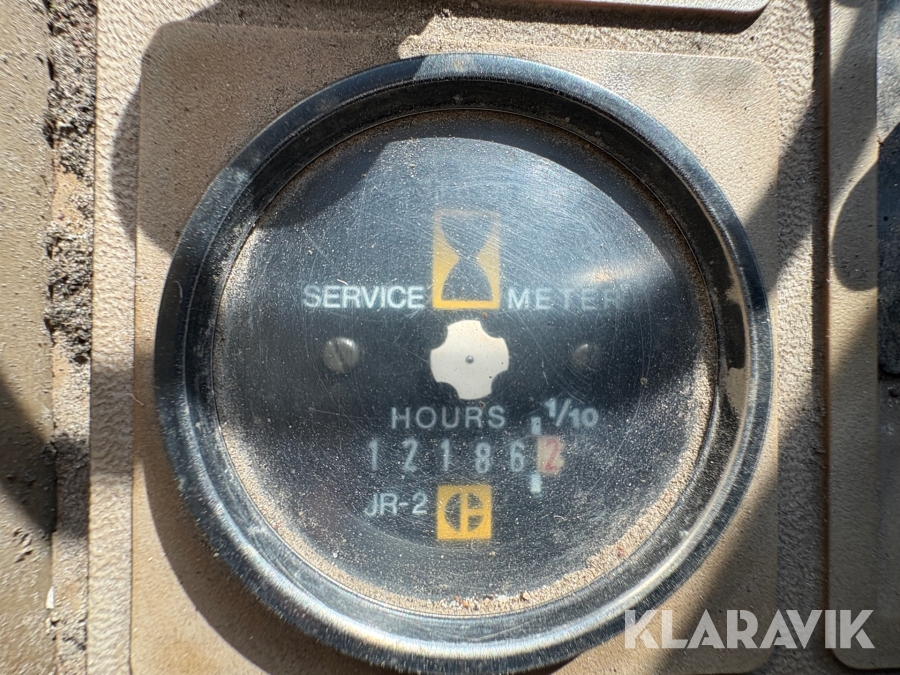 SERVICE METER
HOURS 1/10
121862
JR-2
KLARAVIK